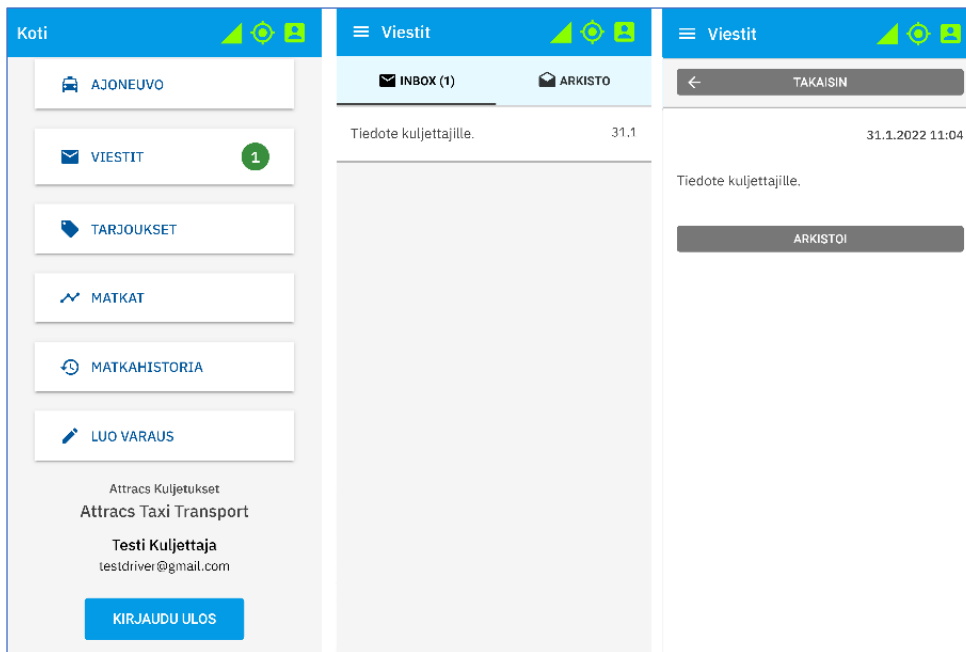 Koti
AJONEUVO
VIESTIT
1
TARJOUKSET
MATKAT
MATKAHISTORIA
LUO VARAUS
Attracs Kuljetukset
Attracs Taxi Transport
Testi Kuljettaja
testdriver@gmail.com
KIRJAUDU ULOS
Viestit
INBOX (1)
ARKISTO
Tiedote kuljettajille.
31.1
Viestit
TAKAISIN
31.1.2022 11:04
Tiedote kuljettajille.
ARKISTOI